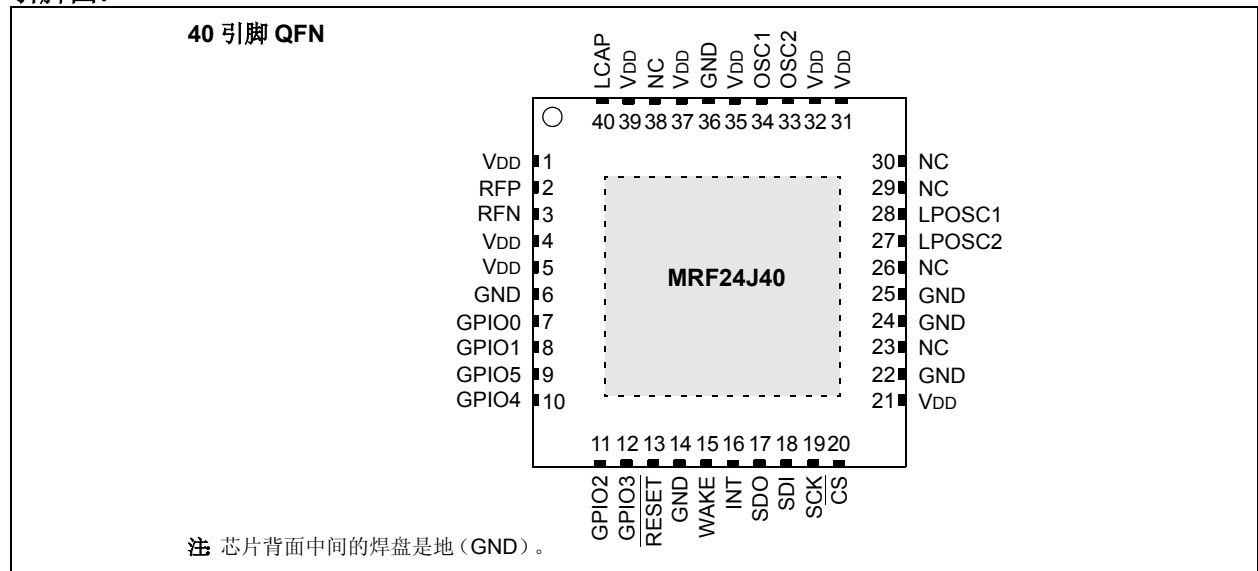 40 引脚 QFN
LCAP
VDD
NC
VDD
GND
VDD
OSC1
OSC2
VDD
VDD
40 39 38 37 36 35 34 33 32 31
VDD 1
RFP 2
RFN 3
VDD 4
VDD 5
GND 6
GPIO0 7
GPIO1 8
GPIO5 9
GPIO4 10
MRF24J40
30 NC
29 NC
28 LPOSC1
27 LPOSC2
26 NC
25 GND
24 GND
23 NC
22 GND
21 VDD
11 12 13 14 15 16 17 18 19 20
GPIO2
GPIO3
RESET
GND
WAKE
INT
SDO
SDI
SCK
CS
注 芯片背面中间的焊盘是地（GND）。